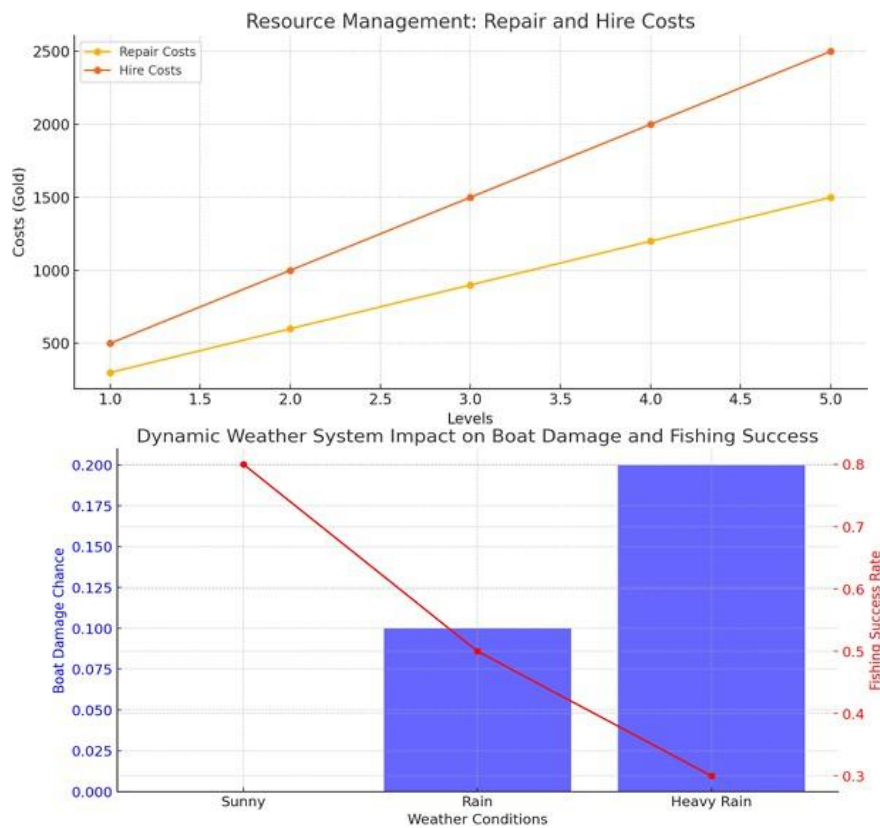 Resource Management: Repair and Hire Costs
Repair Costs
Hire Costs
2500
2000
1500
1000
500
Costs (Gold)
1.0 1.5 2.0 2.5 3.0 3.5 4.0 4.5 5.0
Levels
Dynamic Weather System Impact on Boat Damage and Fishing Success
0.200
0.175
0.150
0.125
0.100
0.075
0.050
0.025
0.000
Boat Damage Chance
0.8
0.7
0.6
0.5
0.4
0.3
Fishing Success Rate
Sunny Rain Heavy Rain
Weather Conditions